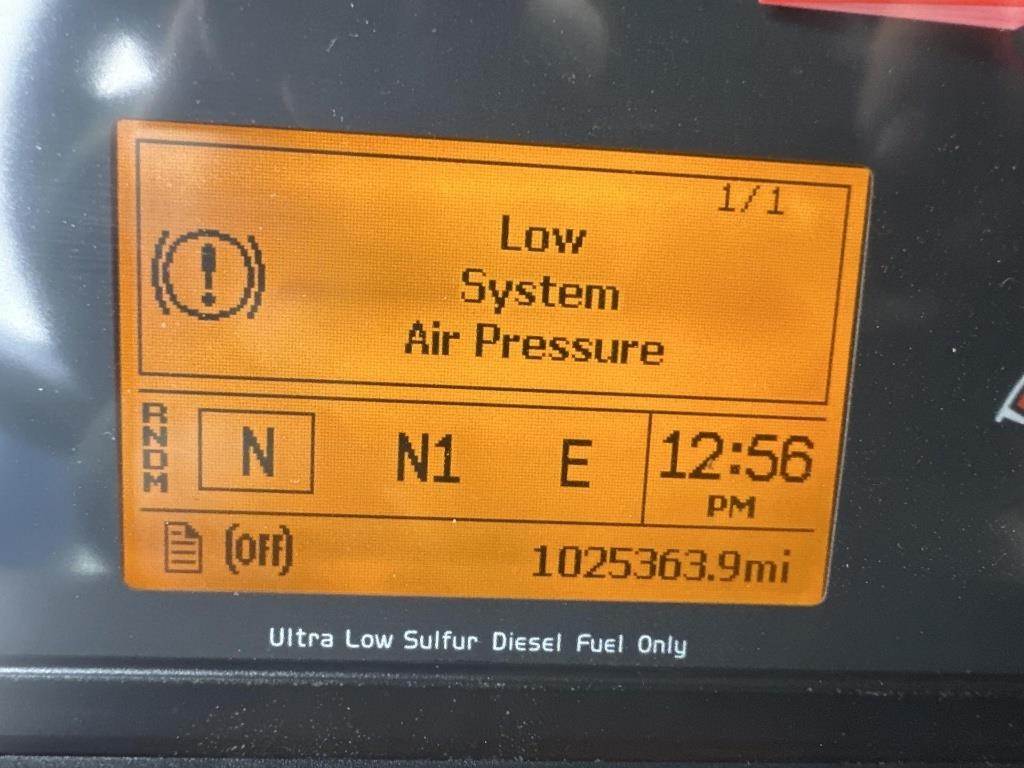 1/1
Low
System
Air Pressure
R
N
D
M
N N1 E 12:56
PM
(OFF) 1025363.9mi
Ultra Low Sulfur Diesel Fuel Only